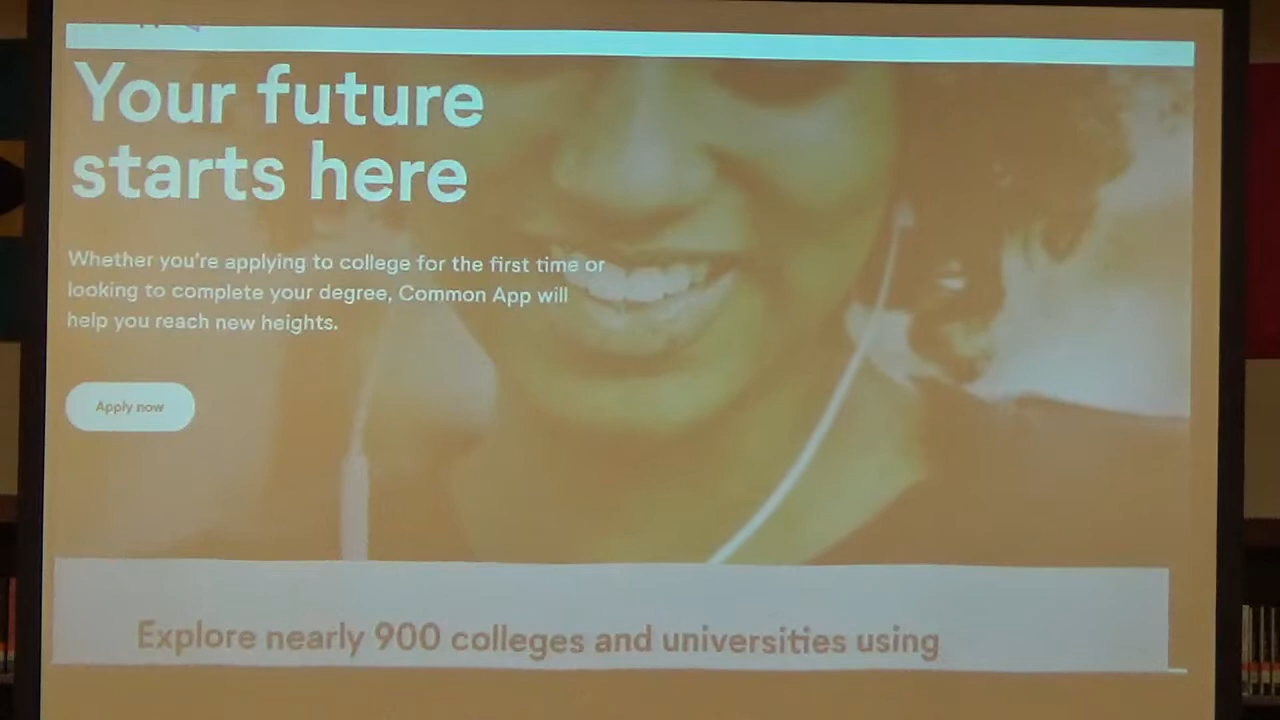 Your future
starts here
Whether you're applying to college for the first time or
looking to complete your degree, Common App will
help you reach new heights.
Apply now
Explore nearly 900 colleges and universities using